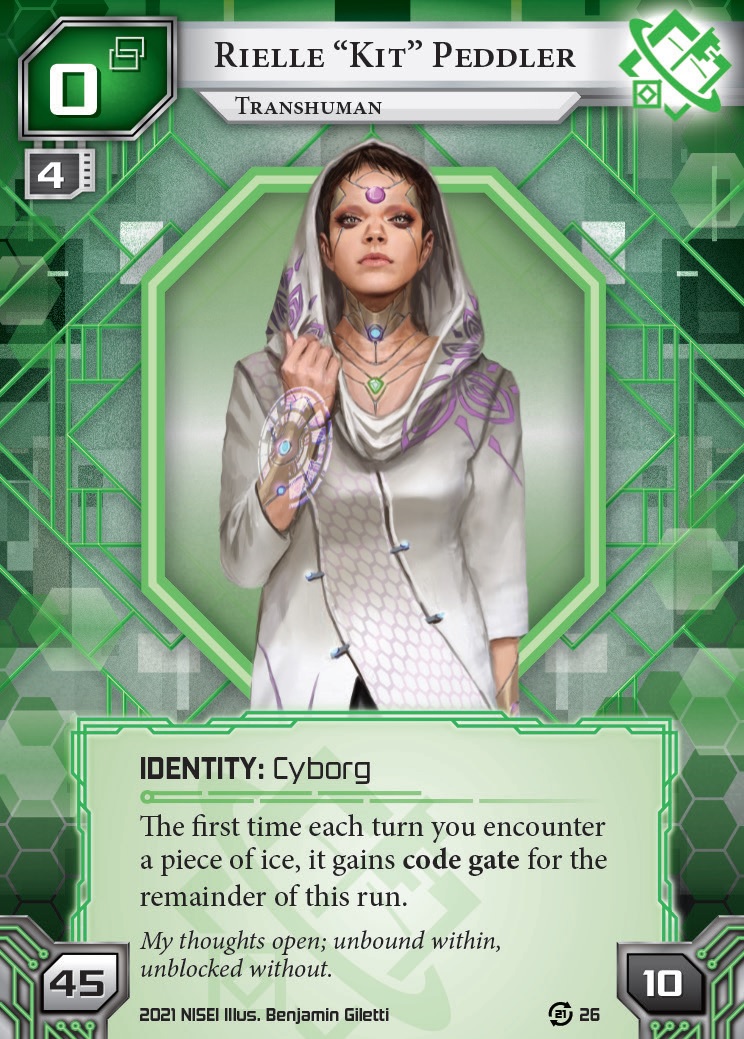 0
RIELLE “KIT” PEDDLER
TRANSHUMAN
4
IDENTITY: Cyborg
The first time each turn you encounter
a piece of ice, it gains code gate for the
remainder of this run.
My thoughts open; unbound within,
unblocked without.
45
10
2021 NISEI Illus. Benjamin Giletti
21 26